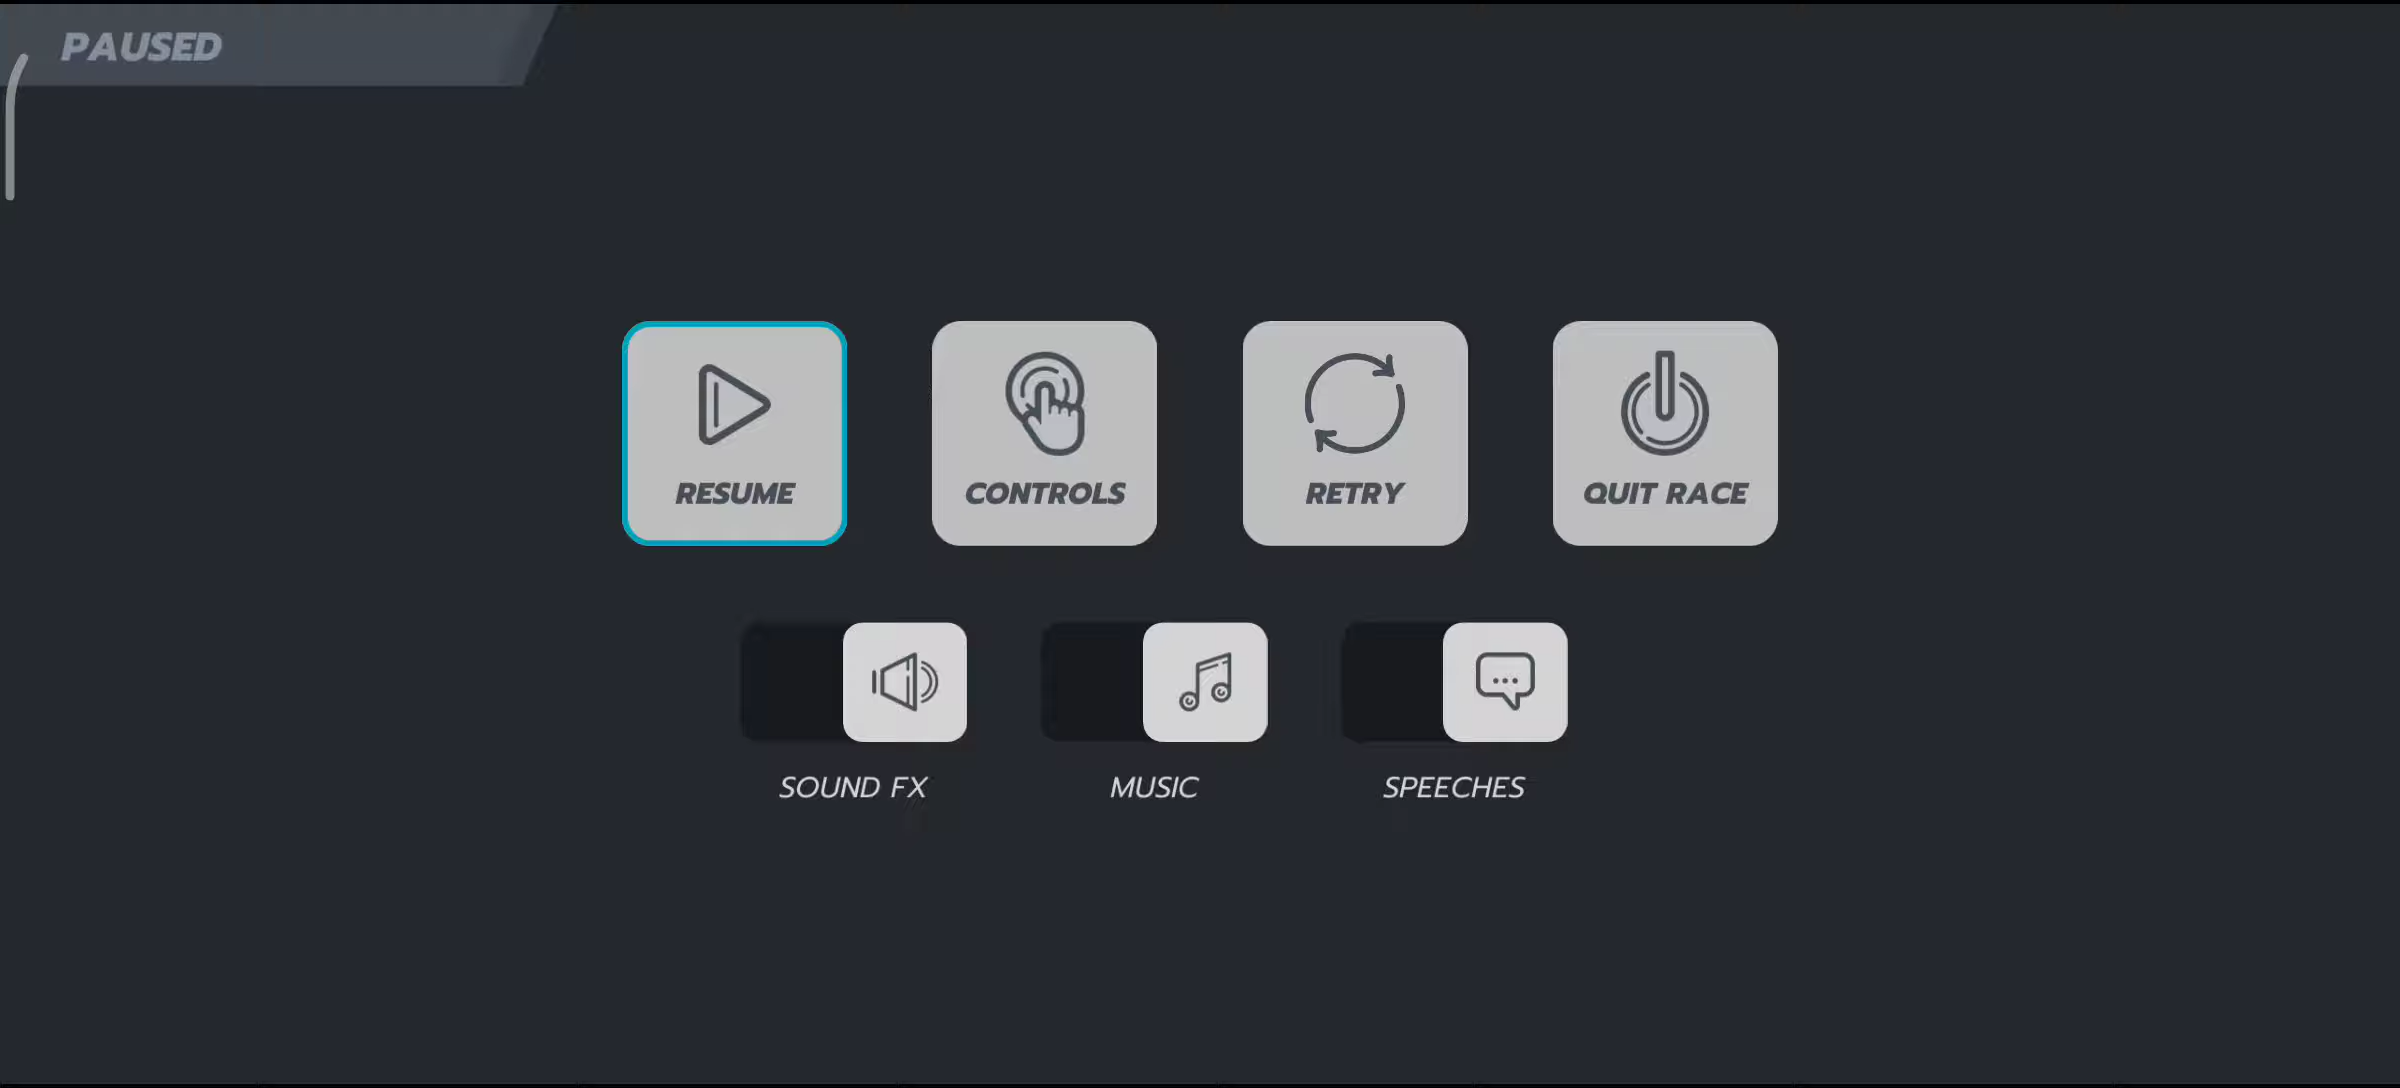 PAUSED
RESUME
CONTROLS
RETRY
QUIT RACE
SOUND FX
MUSIC
SPEECHES